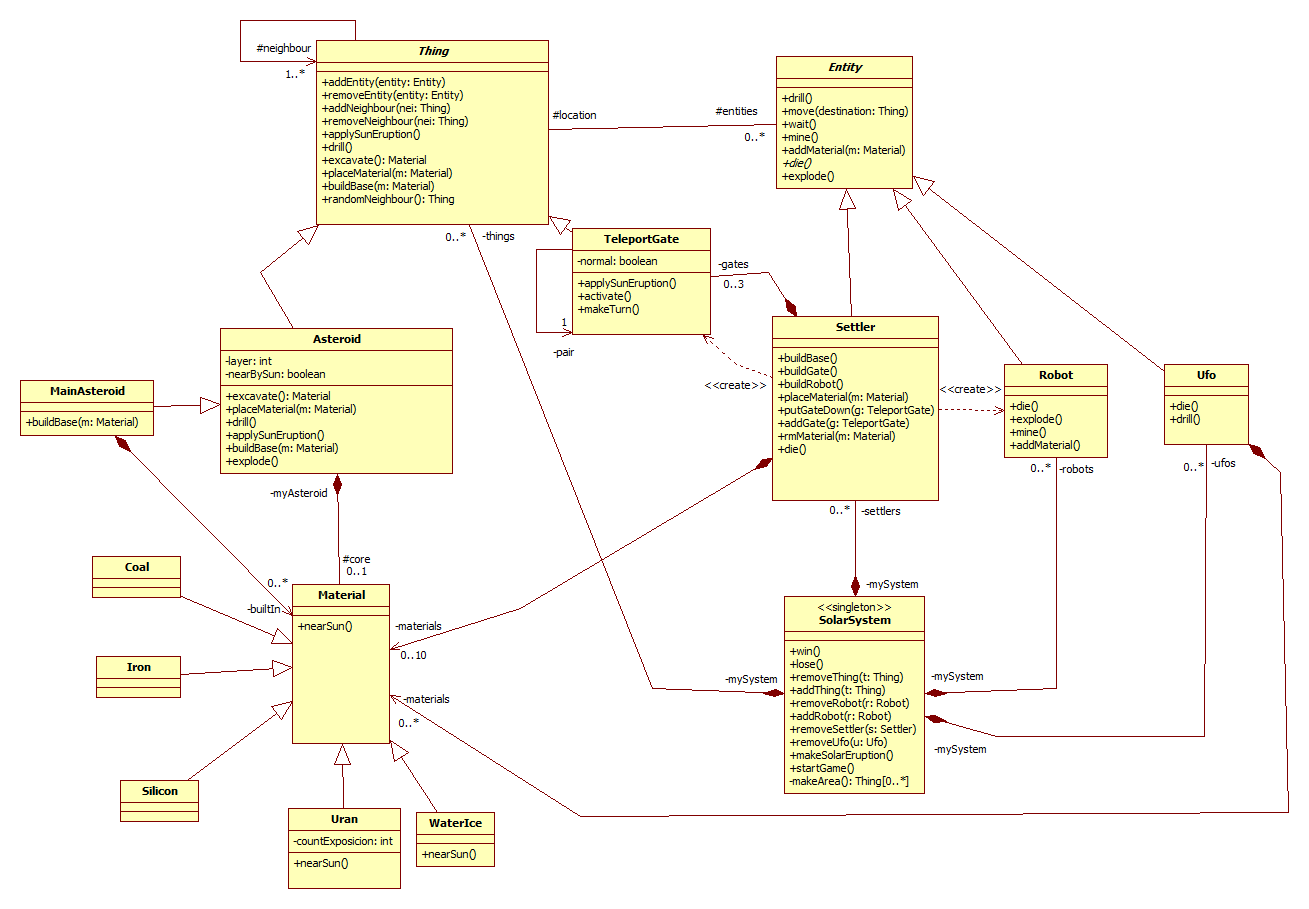 #neighbour
1..*
Thing
+addEntity(entity: Entity)
+removeEntity(entity: Entity)
+addNeighbour(nei: Thing)
+removeNeighbour(nei: Thing)
+applySunEruption()
+drill()
+excavate(): Material
+placeMaterial(m: Material)
+buildBase(m: Material)
+randomNeighbour(): Thing
#location
#entities
0..*
Entity
+drill()
+move(destination: Thing)
+wait()
+mine()
+addMaterial(m: Material)
+die()
+explode()
0..*
-things
TeleportGate
-normal: boolean
+applySunEruption()
+activate()
+makeTurn()
1
-pair
-gates
0..3
Settler
+buildBase()
+buildGate()
+buildRobot()
+placeMaterial(m: Material)
+putGateDown(g: TeleportGate)
+addGate(g: TeleportGate)
+rmMaterial(m: Material)
+die()
<<create>>
<<create>>
Robot
+die()
+explode()
+mine()
+addMaterial()
0..*
-robots
Ufo
+die()
+drill()
0..*
-ufos
Asteroid
-layer: int
-nearBySun: boolean
+excavate(): Material
+placeMaterial(m: Material)
+drill()
+applySunEruption()
+buildBase(m: Material)
+explode()
MainAsteroid
+buildBase(m: Material)
-myAsteroid
#core
0..1
0..*
-builtIn
Coal
Iron
Silicon
Material
+nearSun()
-materials
0..10
-materials
0..*
Uran
-countExposicion: int
+nearSun()
WaterIce
+nearSun()
0..*
-settlers
-mySystem
<<singleton>>
SolarSystem
+win()
+lose()
+removeThing(t: Thing)
+addThing(t: Thing)
+removeRobot(r: Robot)
+addRobot(r: Robot)
+removeSettler(s: Settler)
+removeUfo(u: Ufo)
+makeSolarEruption()
+startGame()
-makeArea(): Thing[0..*]
-mySystem
-mySystem
-mySystem